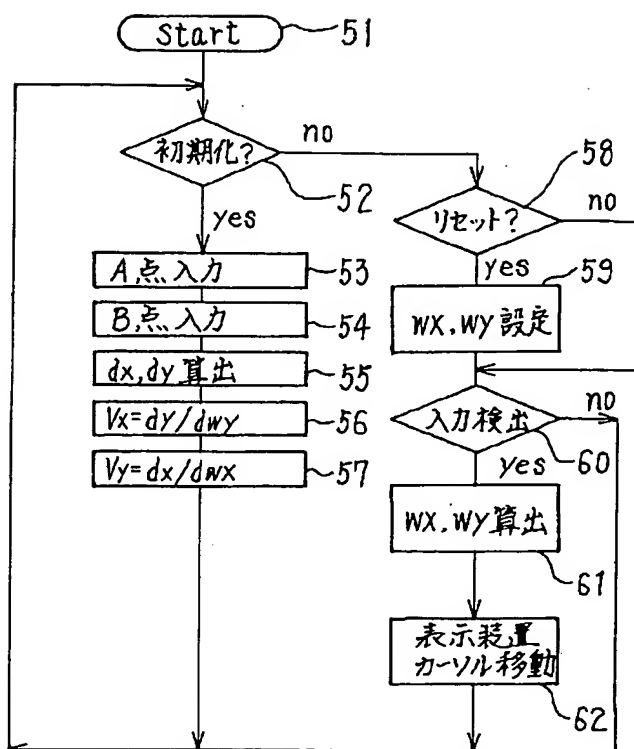 Start
51
初期化?
no
52
yes
58
リセット?
no
yes
59
A点入力
53
B点入力
54
dx,dy算出
55
Vx=dy/dwy
56
Vy=dx/dwx
57
wx,wy設定
入力検出
no
60
yes
wx,wy算出
61
表示装置
カーソル移動
62